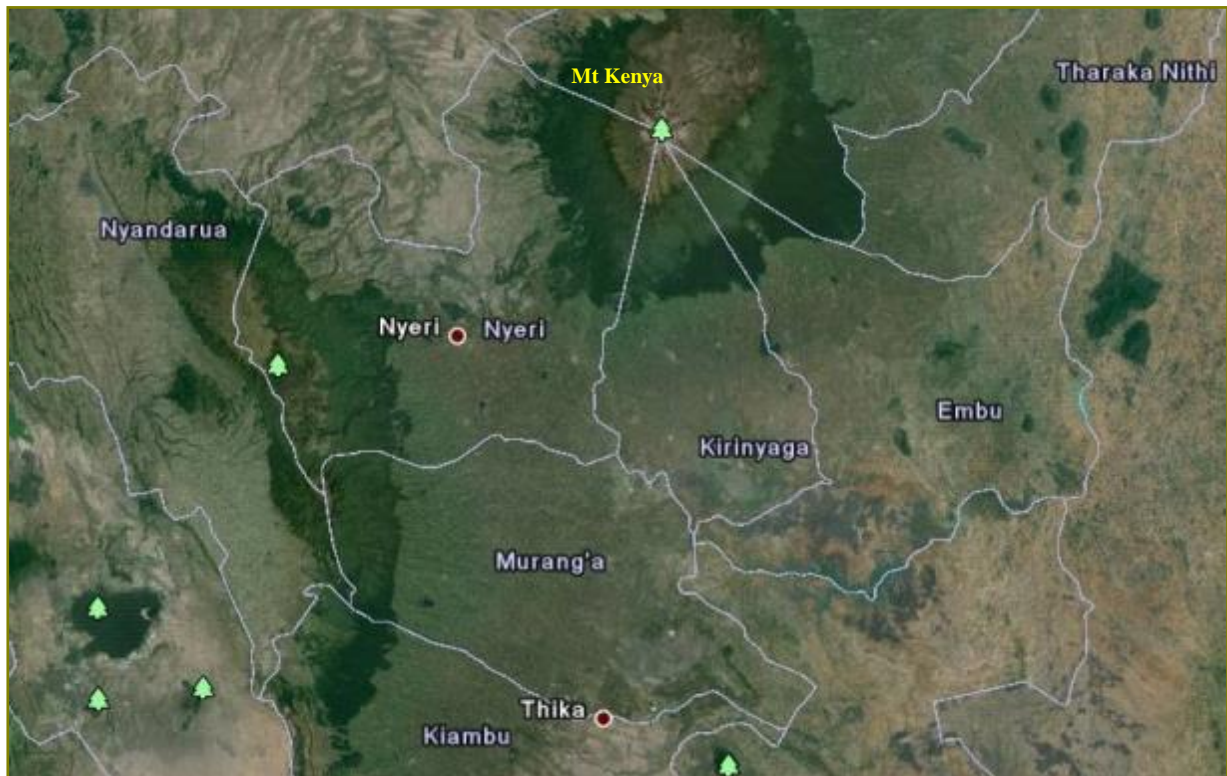 Mt Kenya
Tharaka Nithi
Nyandarua
Nyeri
Nyeri
Embu
Kirinyaga
Murang'a
Thika
Kiambu